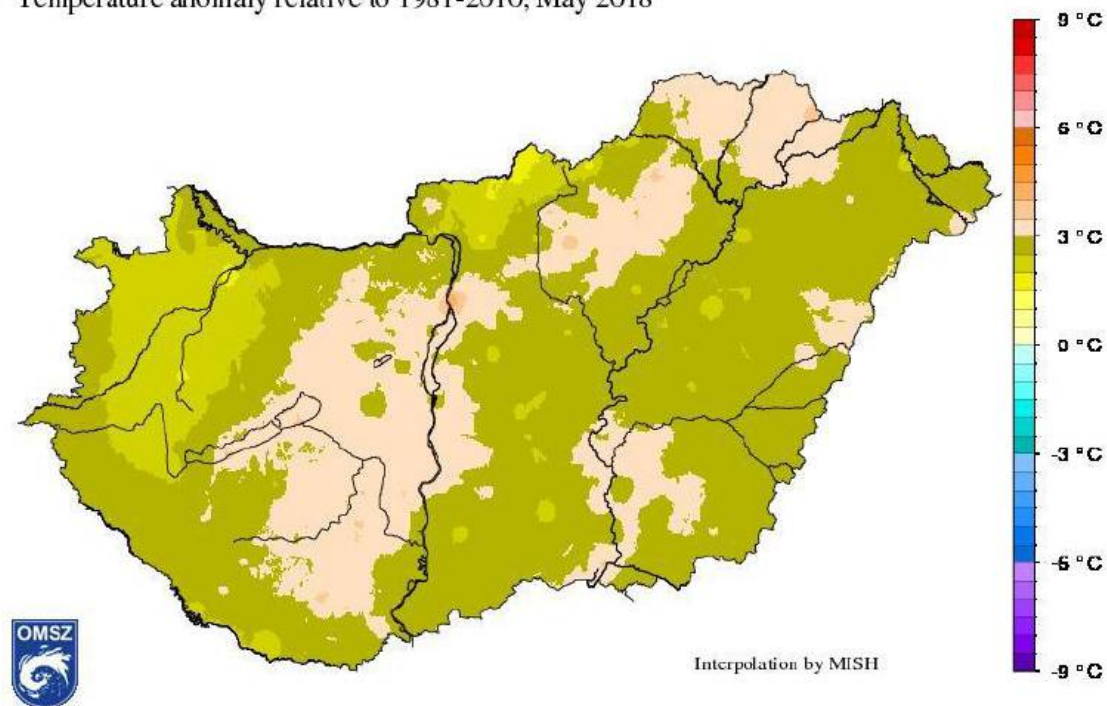 Temperature anomaly relative to 1981-2010, May 2018
9 °C
6 °C
3 °C
0 °C
-3 °C
-6 °C
-9 °C
OMSZ
Interpolation by MISH